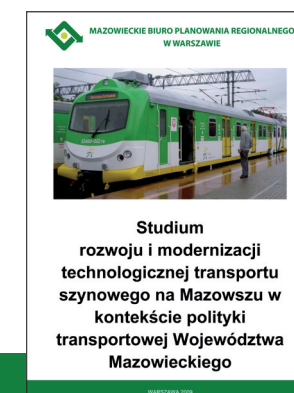 MAZOWIECKIE BIURO PLANOWANIA REGIONALNEGO
W WARSZAWIE
Studium
rozwoju i modernizacji
technologicznej transportu
szynowego na Mazowszu w
kontekście polityki
transportowej Województwa
Mazowieckiego
WARSZAWA 2009